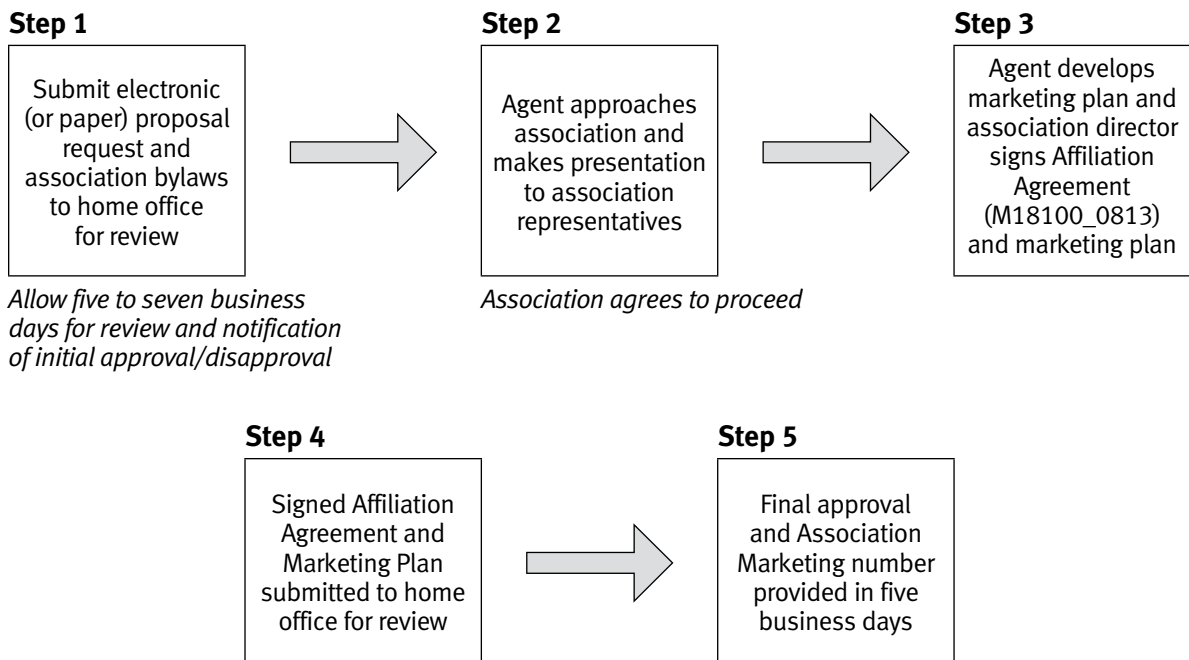 Step 1
Submit electronic
(or paper) proposal
request and
association bylaws
to home office
for review
Allow five to seven business
days for review and notification
of initial approval/disapproval
Step 2
Agent approaches
association and
makes presentation
to association
representatives
Association agrees to proceed
Step 3
Agent develops
marketing plan and
association director
signs Affiliation
Agreement
(M18100_0813)
and marketing plan
Step 4
Signed Affiliation
Agreement and
Marketing Plan
submitted to home
office for review
Step 5
Final approval
and Association
Marketing number
provided in five
business days